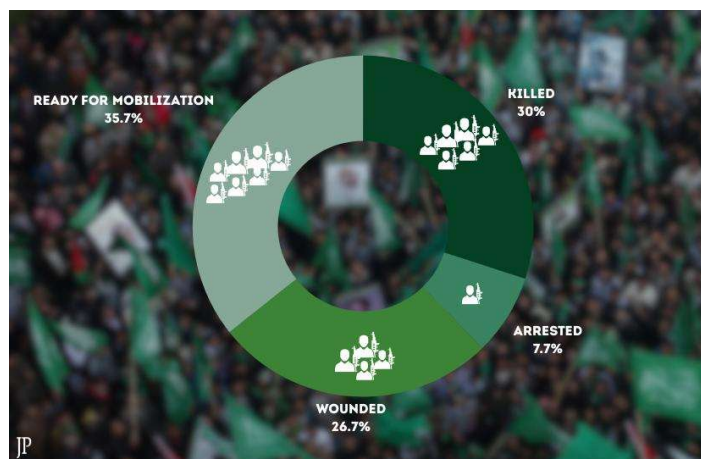 READY FOR MOBILIZATION
35.7%
KILLED
30%
ARRESTED
7.7%
WOUNDED
26.7%
JP